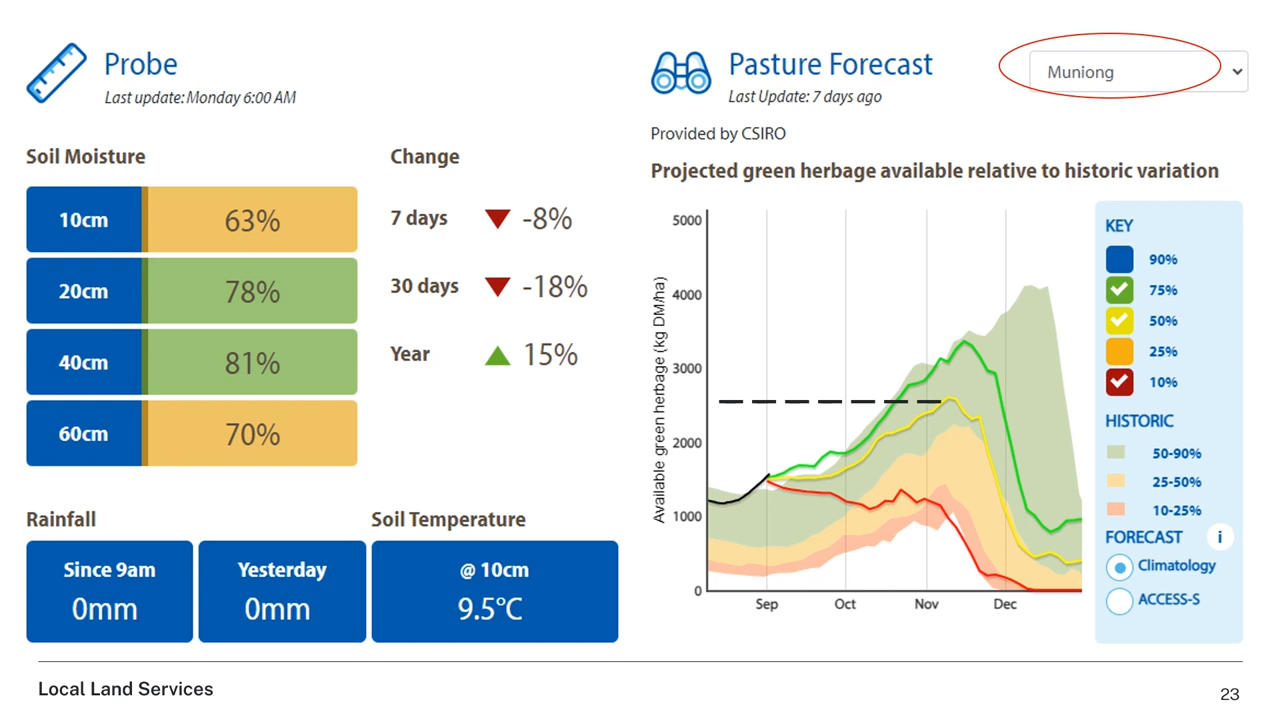 Probe
Last update: Monday 6:00 AM
Soil Moisture
Change
10cm
63%
20cm
78%
40cm
81%
60cm
70%
7 days
-8%
30 days
-18%
Year
15%
Rainfall
Soil Temperature
Since 9am
0mm
Yesterday
0mm
@ 10cm
9.5°C
Pasture Forecast
Last Update: 7 days ago
Muniong
Provided by CSIRO
Projected green herbage available relative to historic variation
Available green herbage (kg DM/ha)
5000
4000
3000
2000
1000
0
Sep
Oct
Nov
Dec
KEY
90%
75%
50%
25%
10%
HISTORIC
50-90%
25-50%
10-25%
FORECAST i
Climatology
ACCESS-S
Local Land Services
23